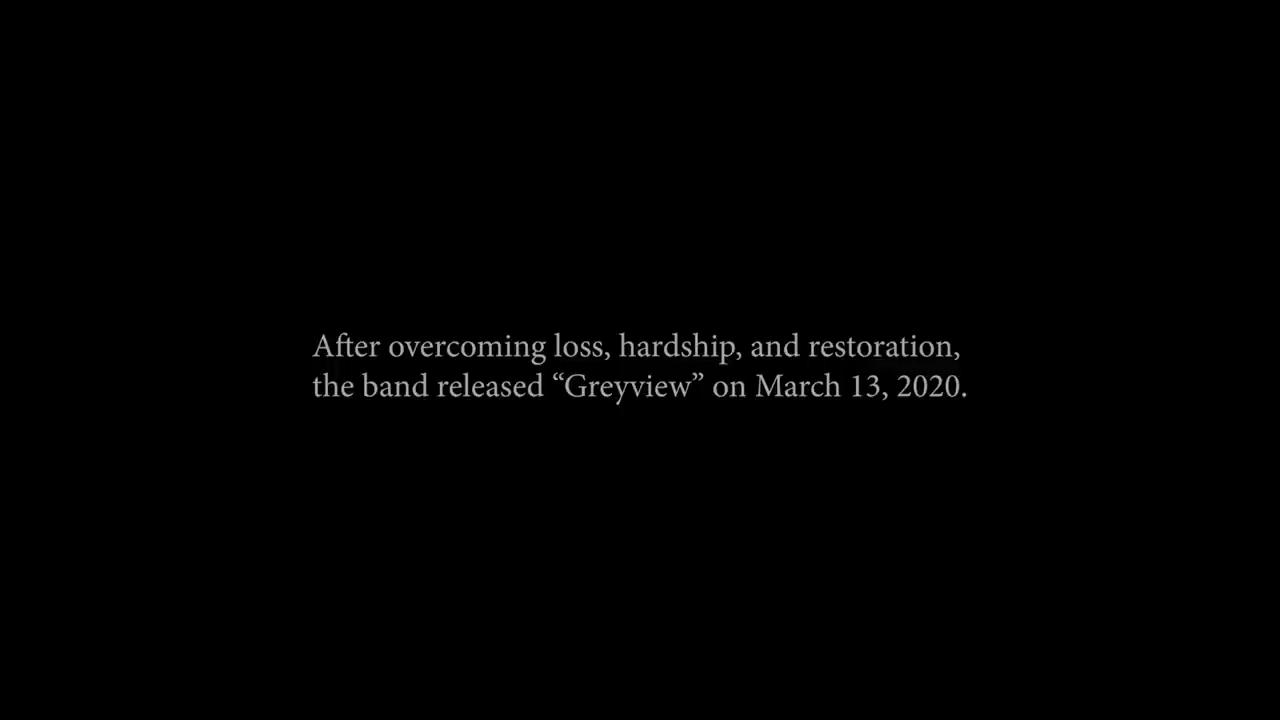 After overcoming loss, hardship, and restoration,
the band released “Greyview” on March 13, 2020.